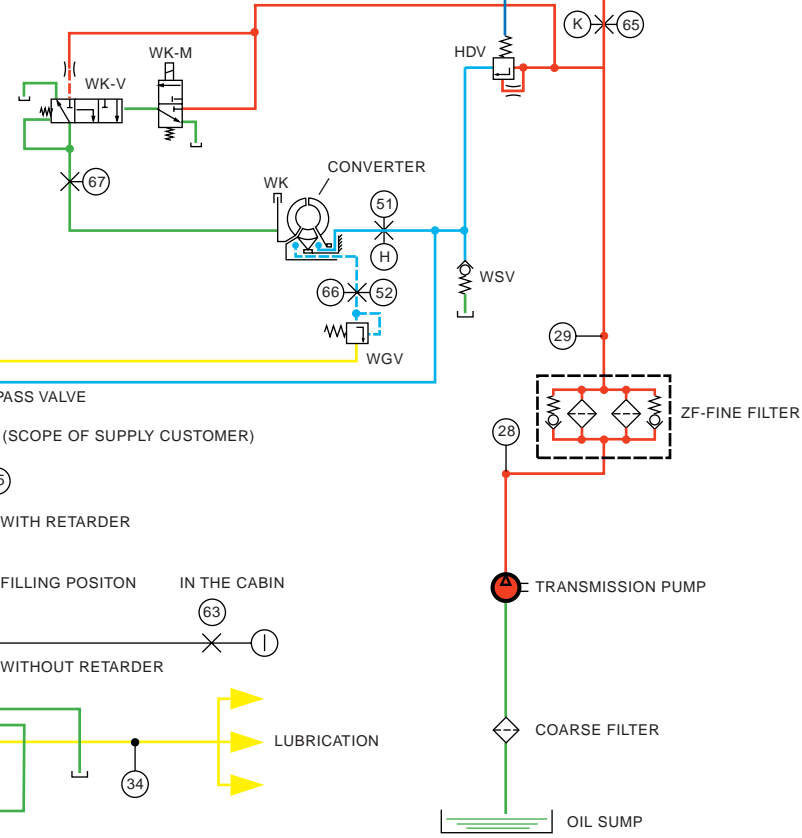 K
65
WK-M
HDV
WK-V
67
CONVERTER
WK
51
H
WSV
66
52
WGV
29
PASS VALVE
ZF-FINE FILTER
28
(SCOPE OF SUPPLY CUSTOMER)
5
WITH RETARDER
FILLING POSITON
IN THE CABIN
TRANSMISSION PUMP
63
WITHOUT RETARDER
COARSE FILTER
LUBRICATION
34
OIL SUMP